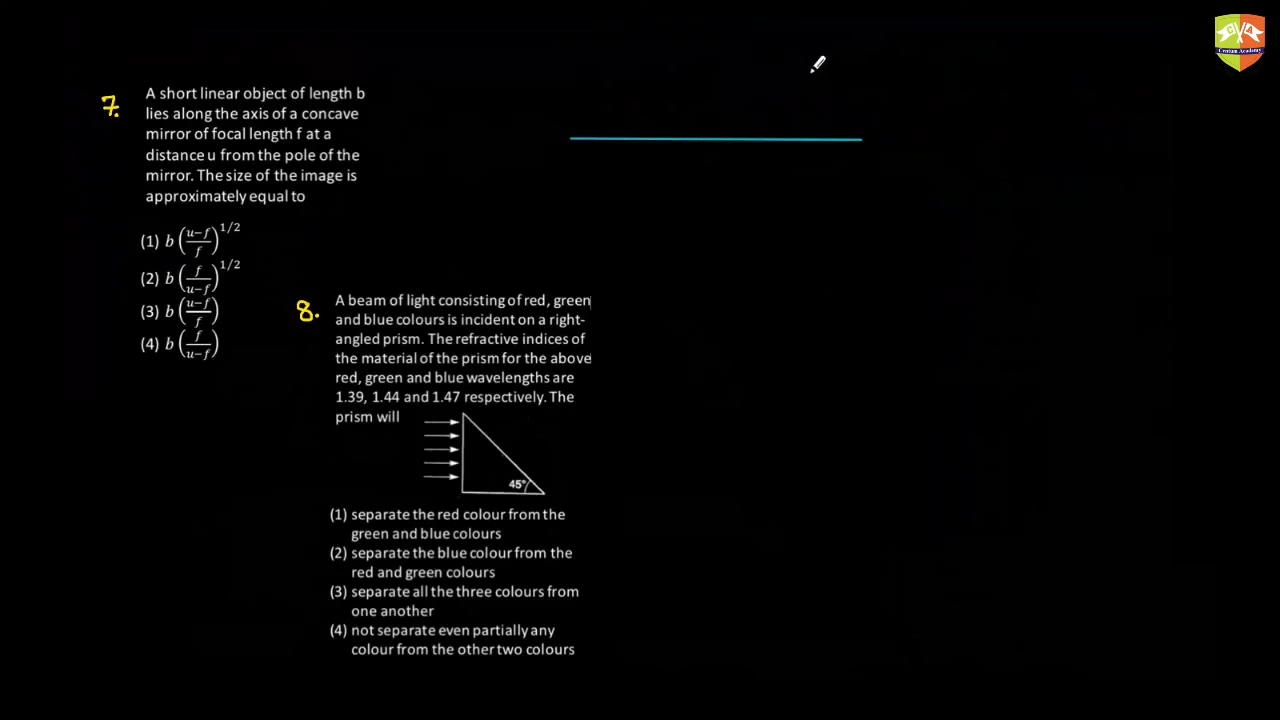 Centum Academy
7.
A short linear object of length b
lies along the axis of a concave
mirror of focal length f at a
distance u from the pole of the
mirror. The size of the image is
approximately equal to
(1) b ((u−f)/f)^1/2
(2) b (f/(u−f))^1/2
(3) b ((u−f)/f)
(4) b (f/(u−f))
8.
A beam of light consisting of red, green
and blue colours is incident on a right-
angled prism. The refractive indices of
the material of the prism for the above
red, green and blue wavelengths are
1.39, 1.44 and 1.47 respectively. The
prism will
45°
(1) separate the red colour from the
green and blue colours
(2) separate the blue colour from the
red and green colours
(3) separate all the three colours from
one another
(4) not separate even partially any
colour from the other two colours